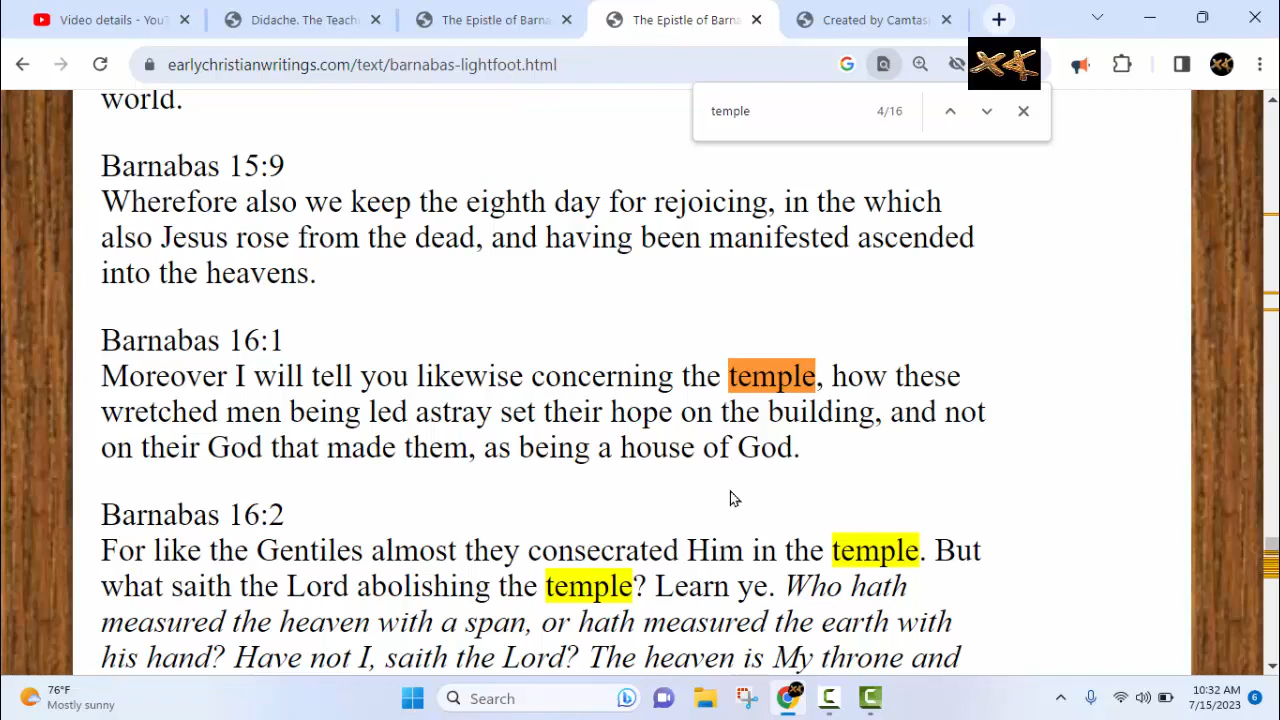 Video details - YouT
Didache. The Teach
The Epistle of Barna
The Epistle of Barna
Created by Camtas
earlychristianwritings.com/text/barnabas-lightfoot.html
X4
temple
4/16
world.
Barnabas 15:9
Wherefore also we keep the eighth day for rejoicing, in the which
also Jesus rose from the dead, and having been manifested ascended
into the heavens.
Barnabas 16:1
Moreover I will tell you likewise concerning the temple, how these
wretched men being led astray set their hope on the building, and not
on their God that made them, as being a house of God.
Barnabas 16:2
For like the Gentiles almost they consecrated Him in the temple. But
what saith the Lord abolishing the temple? Learn ye. Who hath
measured the heaven with a span, or hath measured the earth with
his hand? Have not I, saith the Lord? The heaven is My throne and
76°F
Mostly sunny
Search
10:32 AM
7/15/2023
6